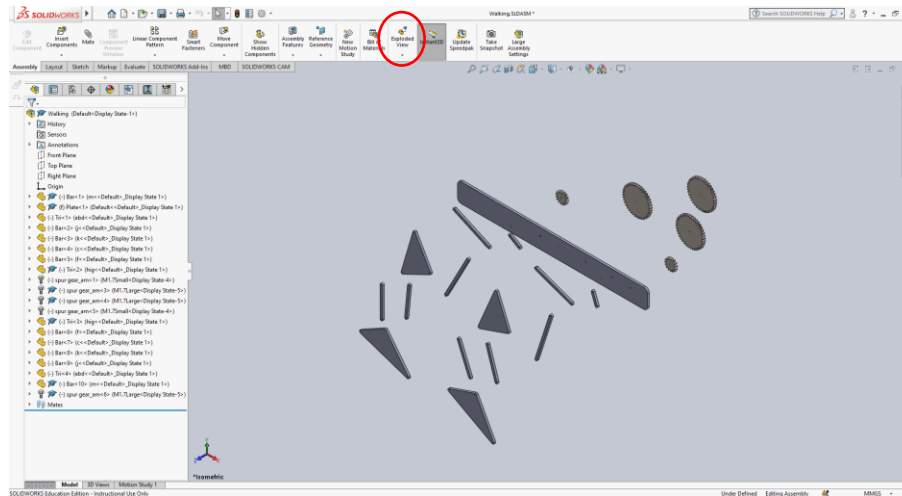 SOLIDWORKS
Walking.SLDASM *
Search SOLIDWORKS Help
Edit Component
Insert Components
Mate
Component Preview Window
Linear Component Pattern
Smart Fasteners
Move Component
Show Hidden Components
Assembly Features
Reference Geometry
New Motion Study
Bill of Materials
Exploded View
Instant3D
Update Speedpak
Take Snapshot
Large Assembly Settings
Assembly Layout Sketch Markup Evaluate SOLIDWORKS Add-Ins MBD SOLIDWORKS CAM
Walking (Default<Display State-1>)
History
Sensors
Annotations
Front Plane
Top Plane
Right Plane
Origin
(-) Bar<1> (m<<Default>_Display State 1>)
(f) Plate<1> (Default<<Default>_Display State 1>)
(-) Tri<1> (abd<<Default>_Display State 1>)
(-) Bar<2> (j<<Default>_Display State 1>)
(-) Bar<3> (k<<Default>_Display State 1>)
(-) Bar<4> (c<<Default>_Display State 1>)
(-) Bar<5> (f<<Default>_Display State 1>)
(-) Tri<2> (hig<<Default>_Display State 1>)
(-) spur gear_am<1> (M1.7Small<Display State-4>)
(-) spur gear_am<3> (M1.7Large<Display State-5>)
(-) spur gear_am<4> (M1.7Large<Display State-5>)
(-) spur gear_am<5> (M1.7Small<Display State-4>)
(-) Tri<3> (hig<<Default>_Display State 1>)
(-) Bar<6> (f<<Default>_Display State 1>)
(-) Bar<7> (c<<Default>_Display State 1>)
(-) Bar<8> (k<<Default>_Display State 1>)
(-) Bar<9> (j<<Default>_Display State 1>)
(-) Tri<4> (abd<<Default>_Display State 1>)
(-) Bar<10> (m<<Default>_Display State 1>)
(-) spur gear_am<6> (M1.7Large<Display State-5>)
Mates
*Isometric
Model 3D Views Motion Study 1
SOLIDWORKS Education Edition - Instructional Use Only
Under Defined Editing Assembly MMGS